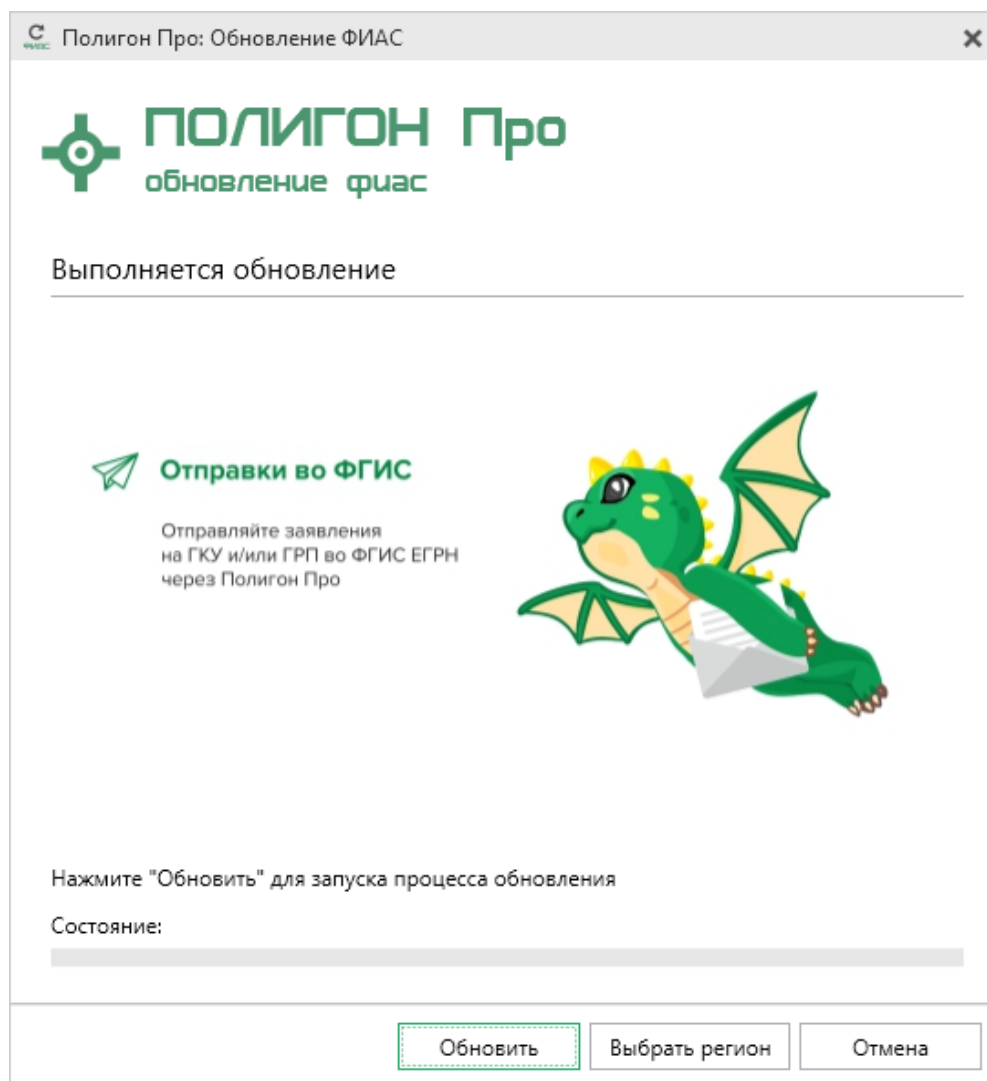 Полигон Про: Обновление ФИАС
ПОЛИГОН Про
обновление фиас
Выполняется обновление
Отправки во ФГИС
Отправляйте заявления
на ГКУ и/или ГРП во ФГИС ЕГРН
через Полигон Про
Нажмите "Обновить" для запуска процесса обновления
Состояние:
Обновить
Выбрать регион
Отмена